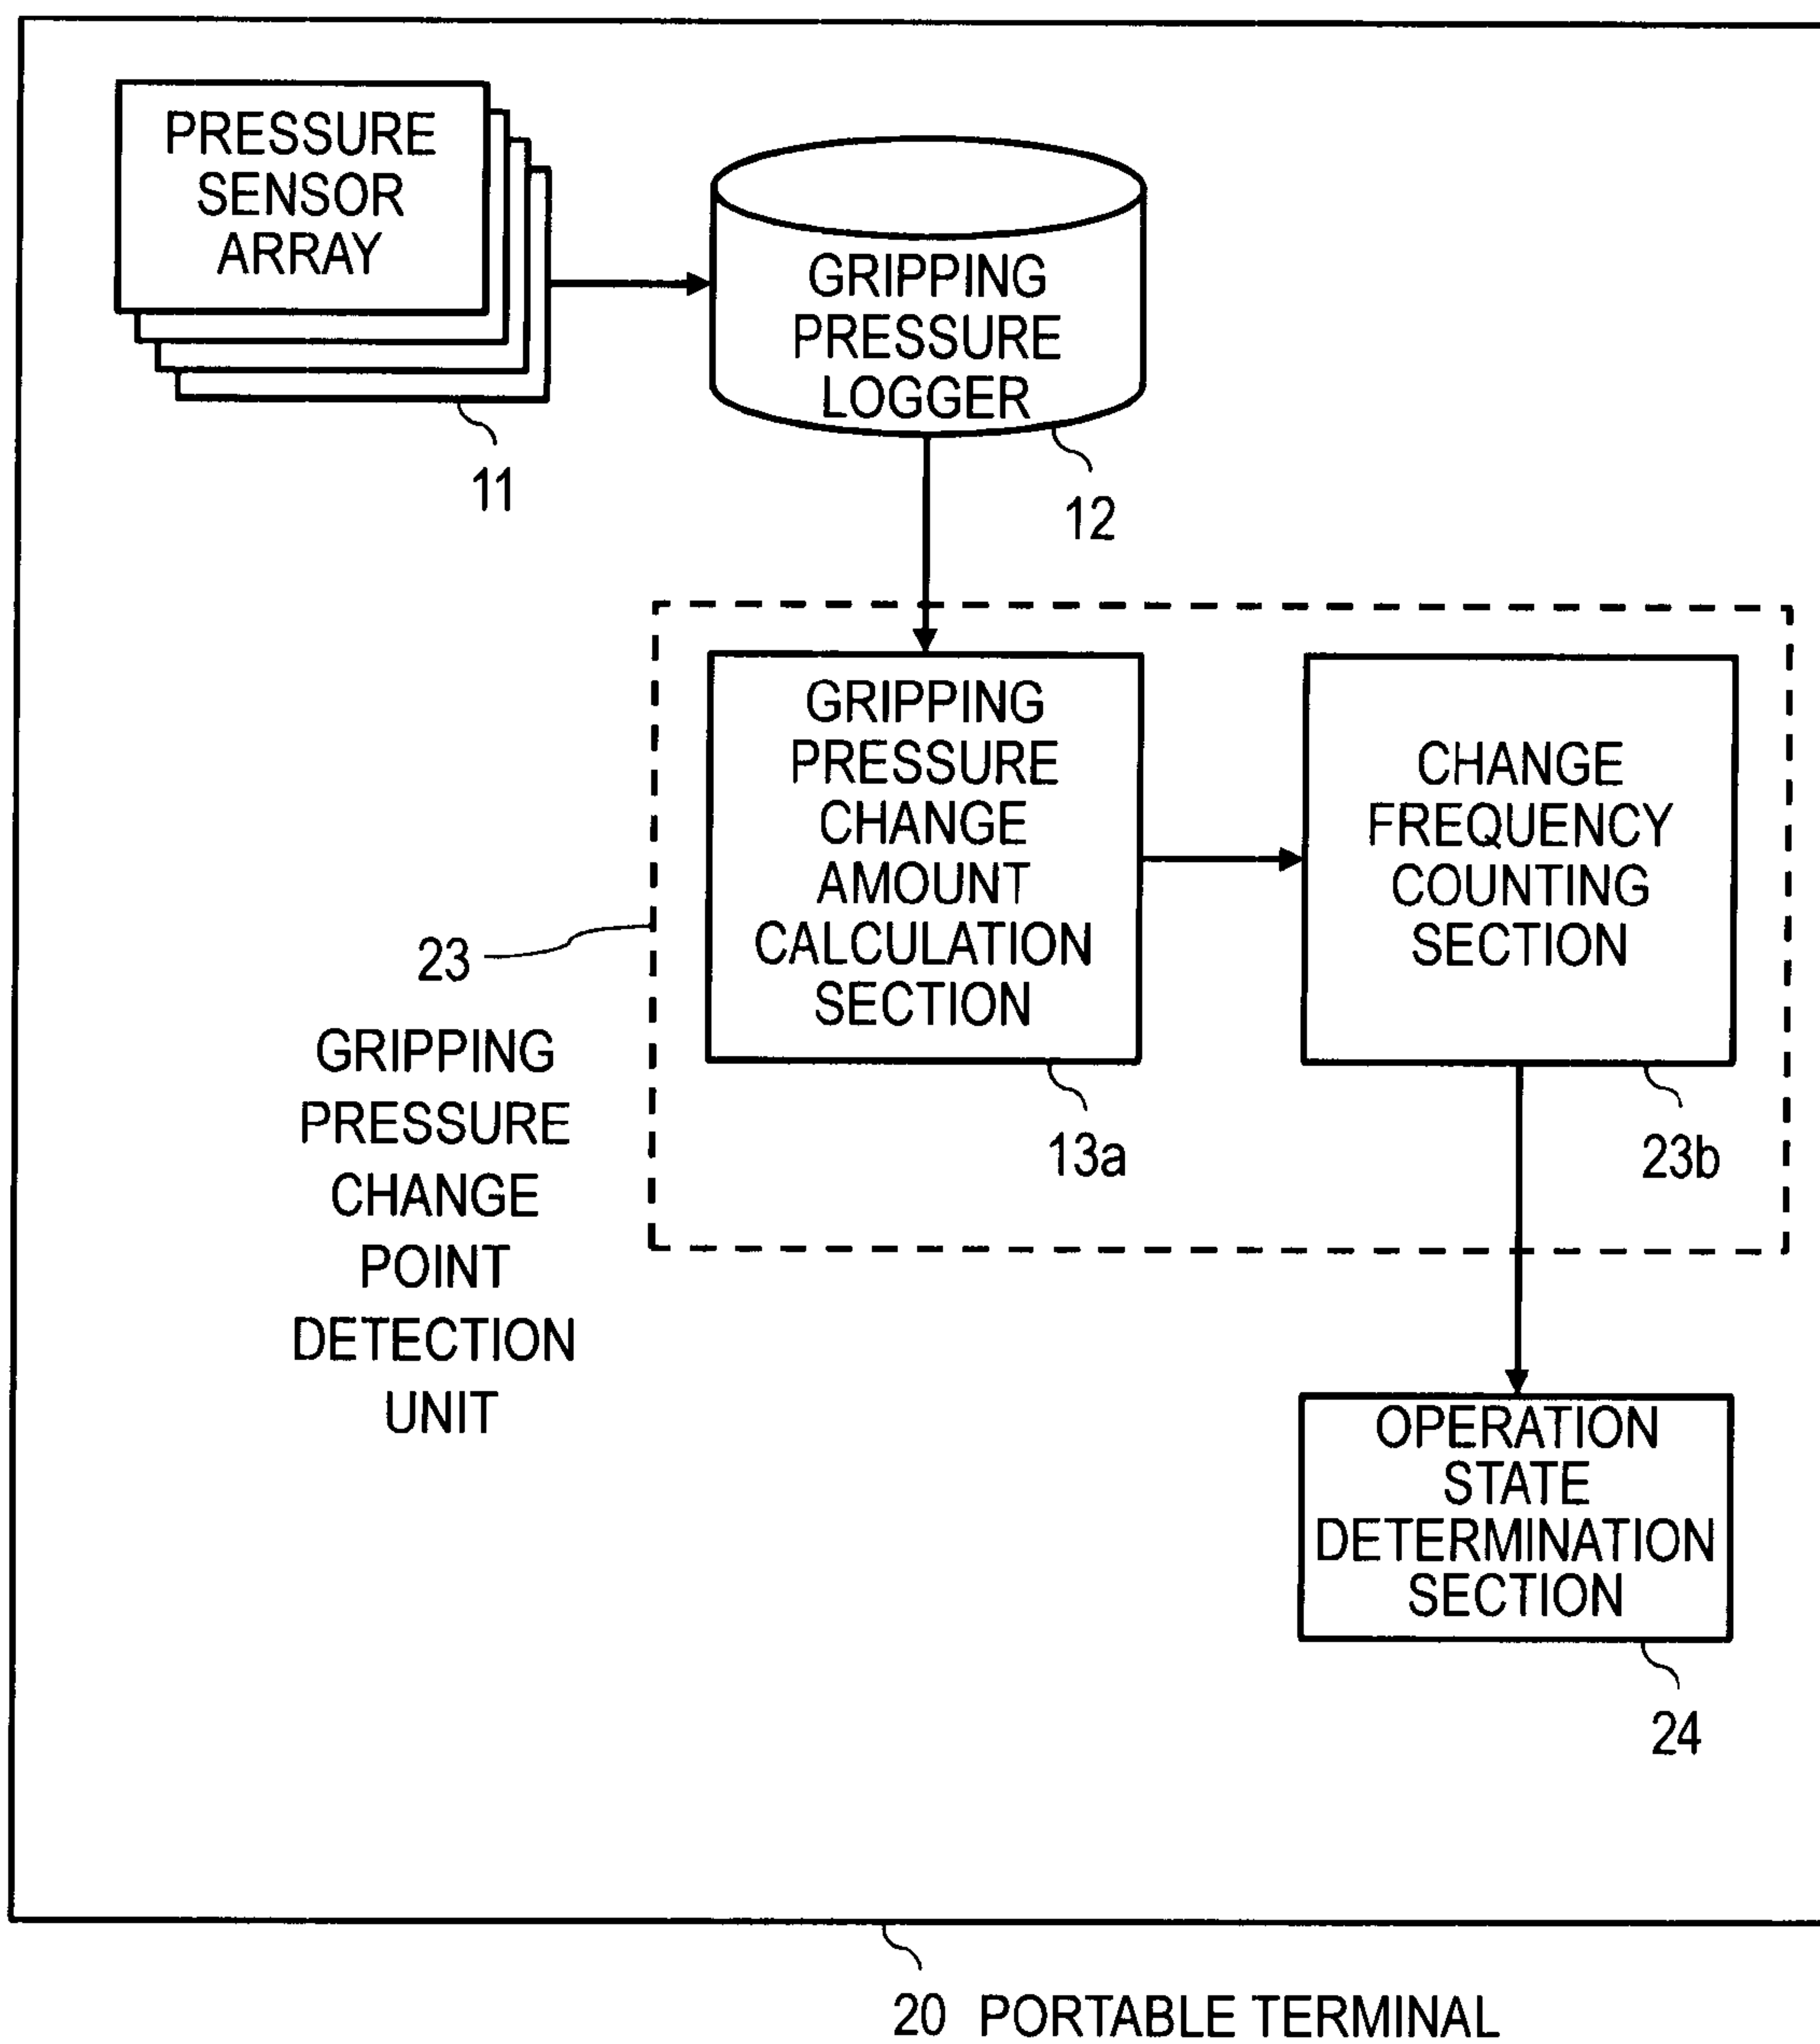 PRESSURE
SENSOR
ARRAY
11
GRIPPING
PRESSURE
LOGGER
12
GRIPPING
PRESSURE
CHANGE
AMOUNT
CALCULATION
SECTION
13a
CHANGE
FREQUENCY
COUNTING
SECTION
23b
23
GRIPPING
PRESSURE
CHANGE
POINT
DETECTION
UNIT
OPERATION
STATE
DETERMINATION
SECTION
24
20 PORTABLE TERMINAL